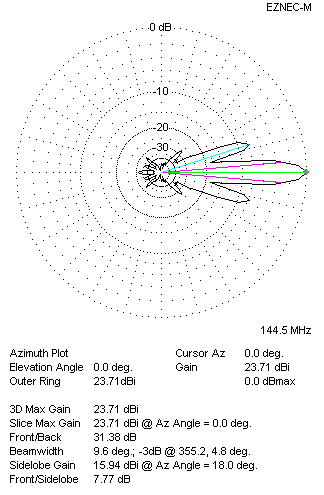 EZNEC-M
0 dB
-10
-20
-30
144.5 MHz
Azimuth Plot Cursor Az 0.0 deg.
Elevation Angle 0.0 deg. Gain 23.71 dBi
Outer Ring 23.71dBi 0.0 dBmax
3D Max Gain 23.71 dBi
Slice Max Gain 23.71 dBi @ Az Angle = 0.0 deg.
Front/Back 31.38 dB
Beamwidth 9.6 deg.; -3dB @ 355.2, 4.8 deg.
Sidelobe Gain 15.94 dBi @ Az Angle = 18.0 deg.
Front/Sidelobe 7.77 dB